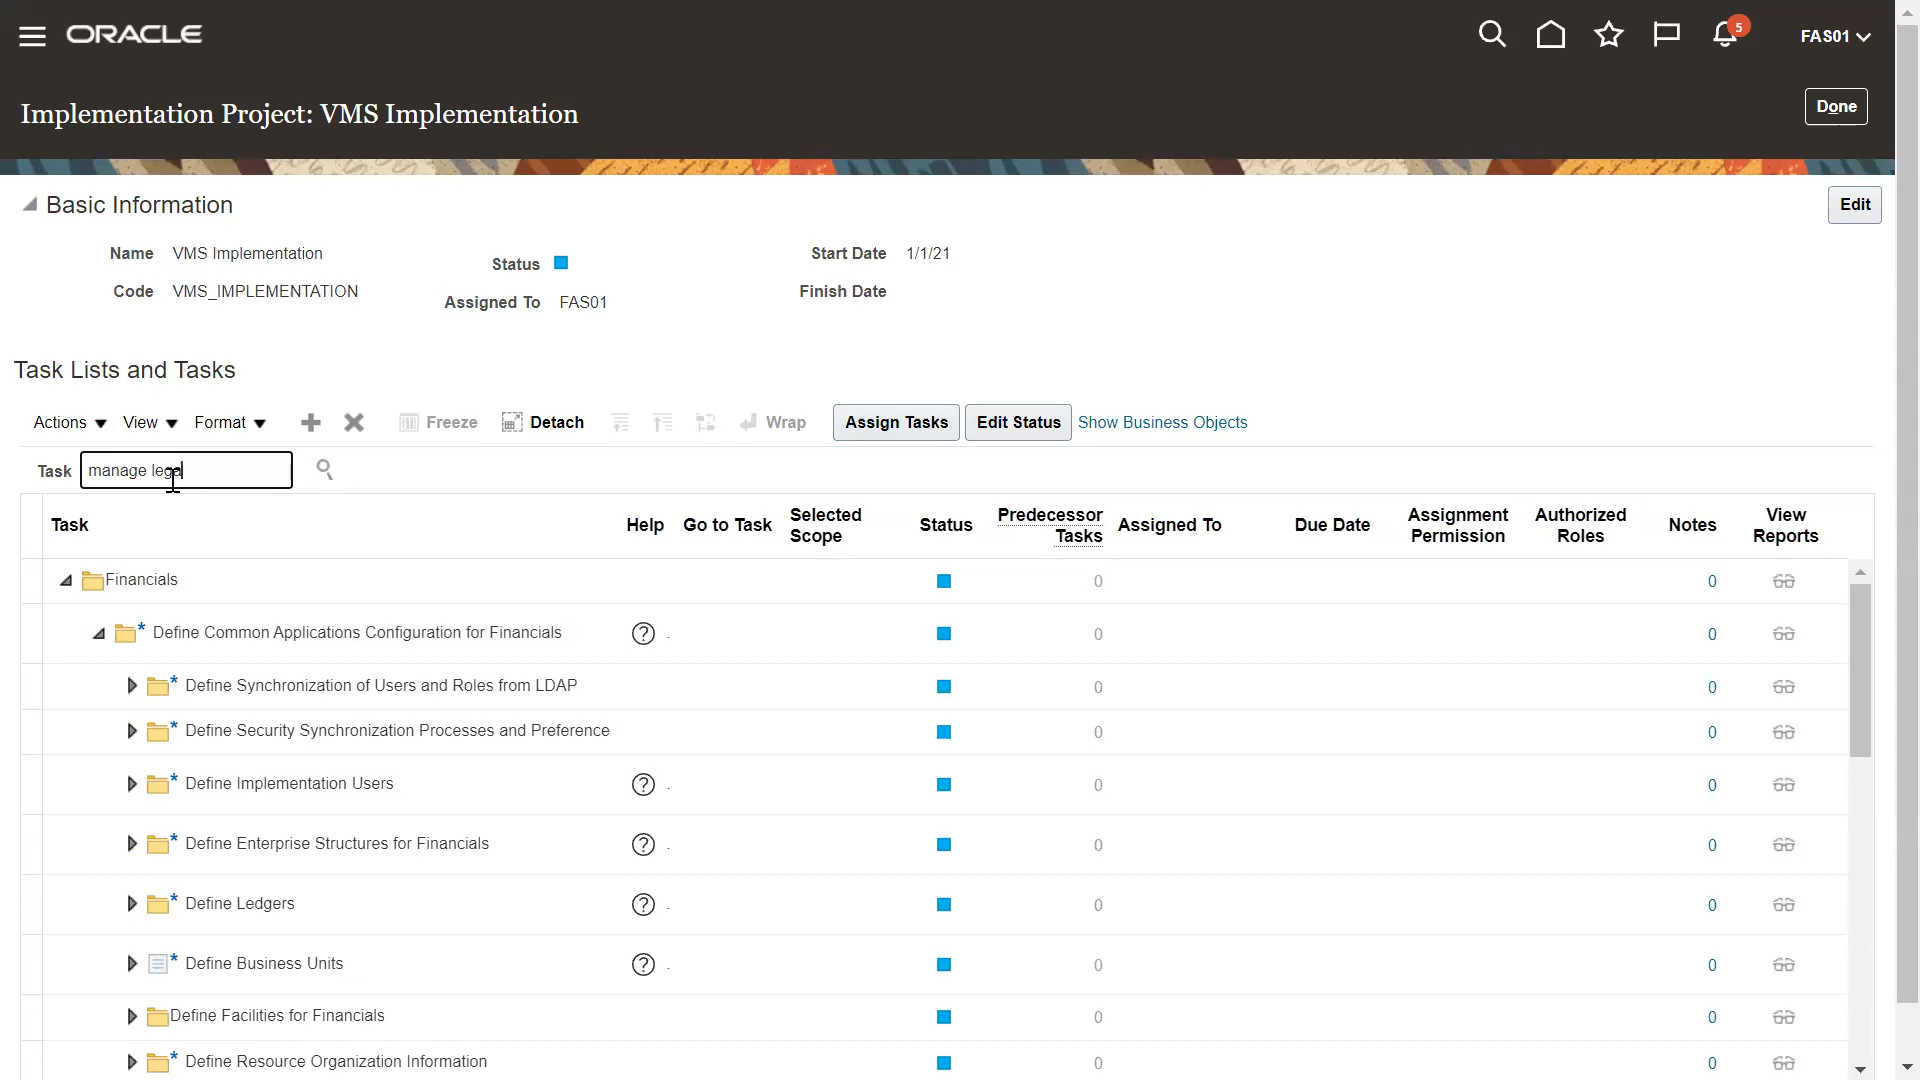 ORACLE
5
FAS01
Implementation Project: VMS Implementation
Done
Basic Information
Edit
Name VMS Implementation
Status
Start Date 1/1/21
Code VMS_IMPLEMENTATION
Assigned To FAS01
Finish Date
Task Lists and Tasks
Actions View Format Freeze Detach Wrap Assign Tasks Edit Status Show Business Objects
Task manage lega
Task Help Go to Task Selected Scope Status Predecessor Tasks Assigned To Due Date Assignment Permission Authorized Roles Notes View Reports
Financials 0 0
* Define Common Applications Configuration for Financials ? . 0 0
* Define Synchronization of Users and Roles from LDAP 0 0
* Define Security Synchronization Processes and Preference 0 0
* Define Implementation Users ? . 0 0
* Define Enterprise Structures for Financials ? . 0 0
* Define Ledgers ? . 0 0
* Define Business Units ? . 0 0
Define Facilities for Financials 0 0
* Define Resource Organization Information 0 0